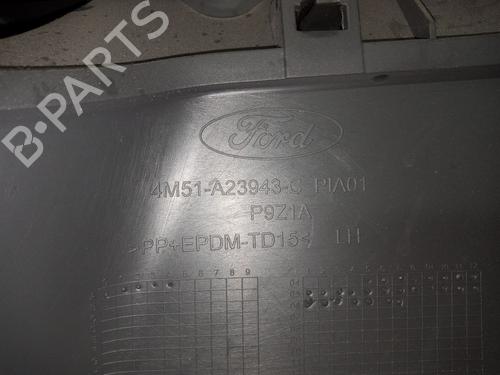 B-PARTS
Ford
4M51-A23943-C PIA01
P9Z1A
>PP+EPDM-TD15< LH